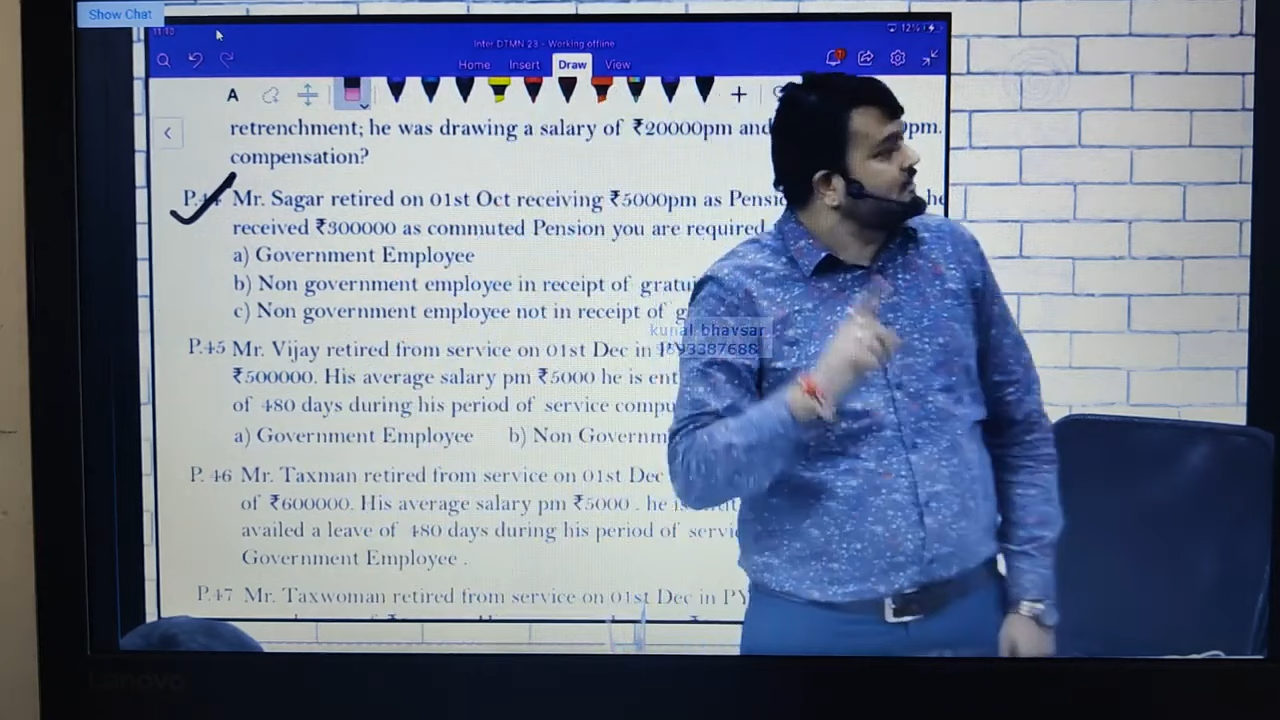 Show Chat
11:13
12%
Inter DTMN 23 - Working offline
Home Insert Draw View
A
retrenchment; he was drawing a salary of ₹20000pm and pm.
compensation?
P.44 Mr. Sagar retired on 01st Oct receiving ₹5000pm as he
received ₹300000 as commuted Pension you are required
a) Government Employee
b) Non government employee in receipt of
c) Non government employee not in receipt of
kunal bhavsar
P.45 Mr. Vijay retired from service on 01st Dec in
₹500000. His average salary pm ₹5000 he is
of 480 days during his period of service
a) Government Employee b) Non
P. 46 Mr. Taxman retired from service on 01st Dec
of ₹600000. His average salary pm ₹5000 . he
availed a leave of 480 days during his period of
Government Employee .
P.47 Mr. Taxwoman retired from service on 01st Dec in PY
Lenovo